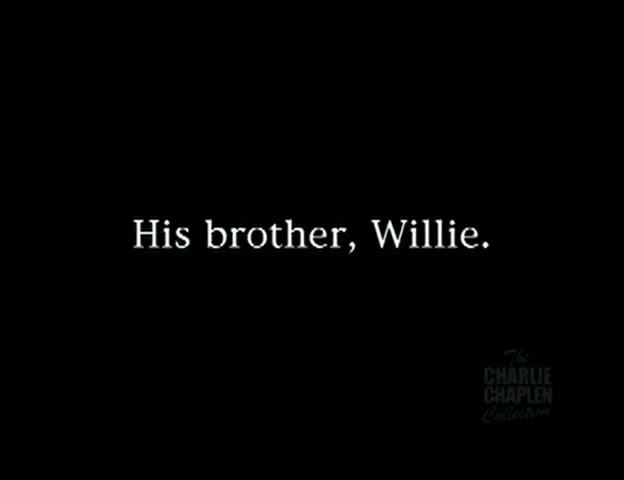 His brother, Willie.
The
CHARLIE
CHAPLEN
Collection